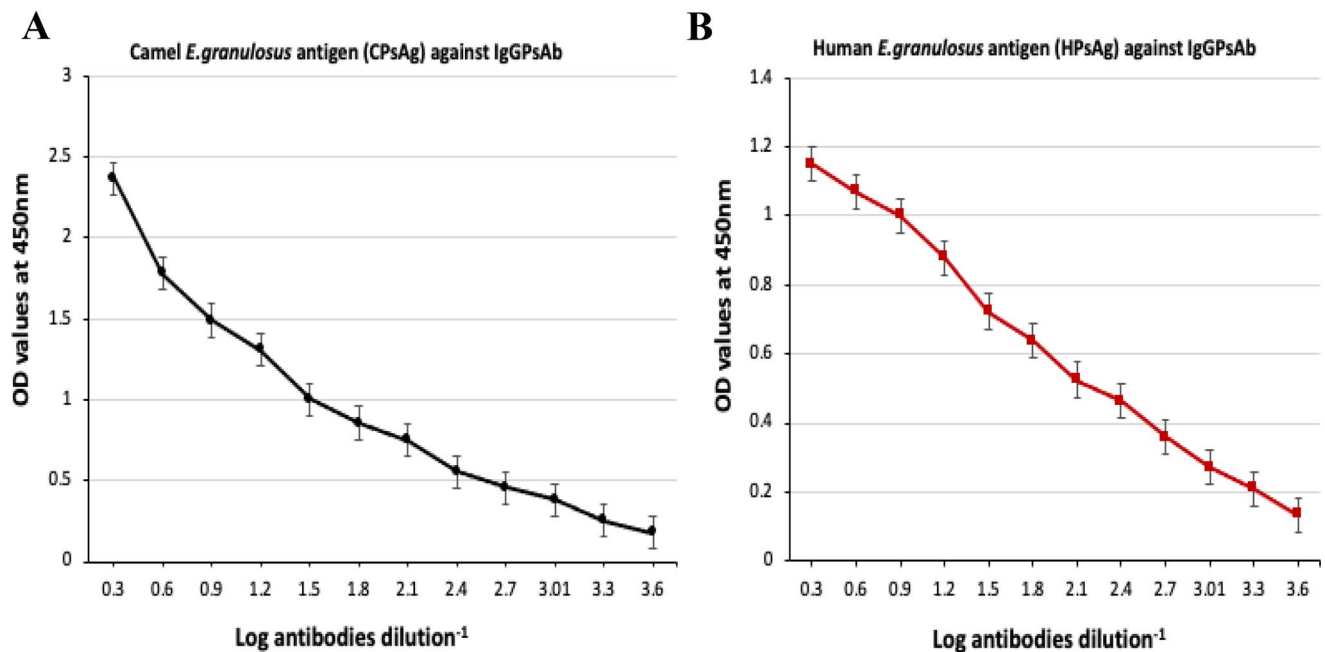 A
Camel E.granulosus antigen (CPsAg) against IgGPsAb
3
2.5
2
1.5
1
0.5
0
OD values at 450nm
0.3 0.6 0.9 1.2 1.5 1.8 2.1 2.4 2.7 3.01 3.3 3.6
Log antibodies dilution⁻¹
B
Human E.granulosus antigen (HPsAg) against IgGPsAb
1.4
1.2
1
0.8
0.6
0.4
0.2
0
OD values at 450nm
0.3 0.6 0.9 1.2 1.5 1.8 2.1 2.4 2.7 3.01 3.3 3.6
Log antibodies dilution⁻¹